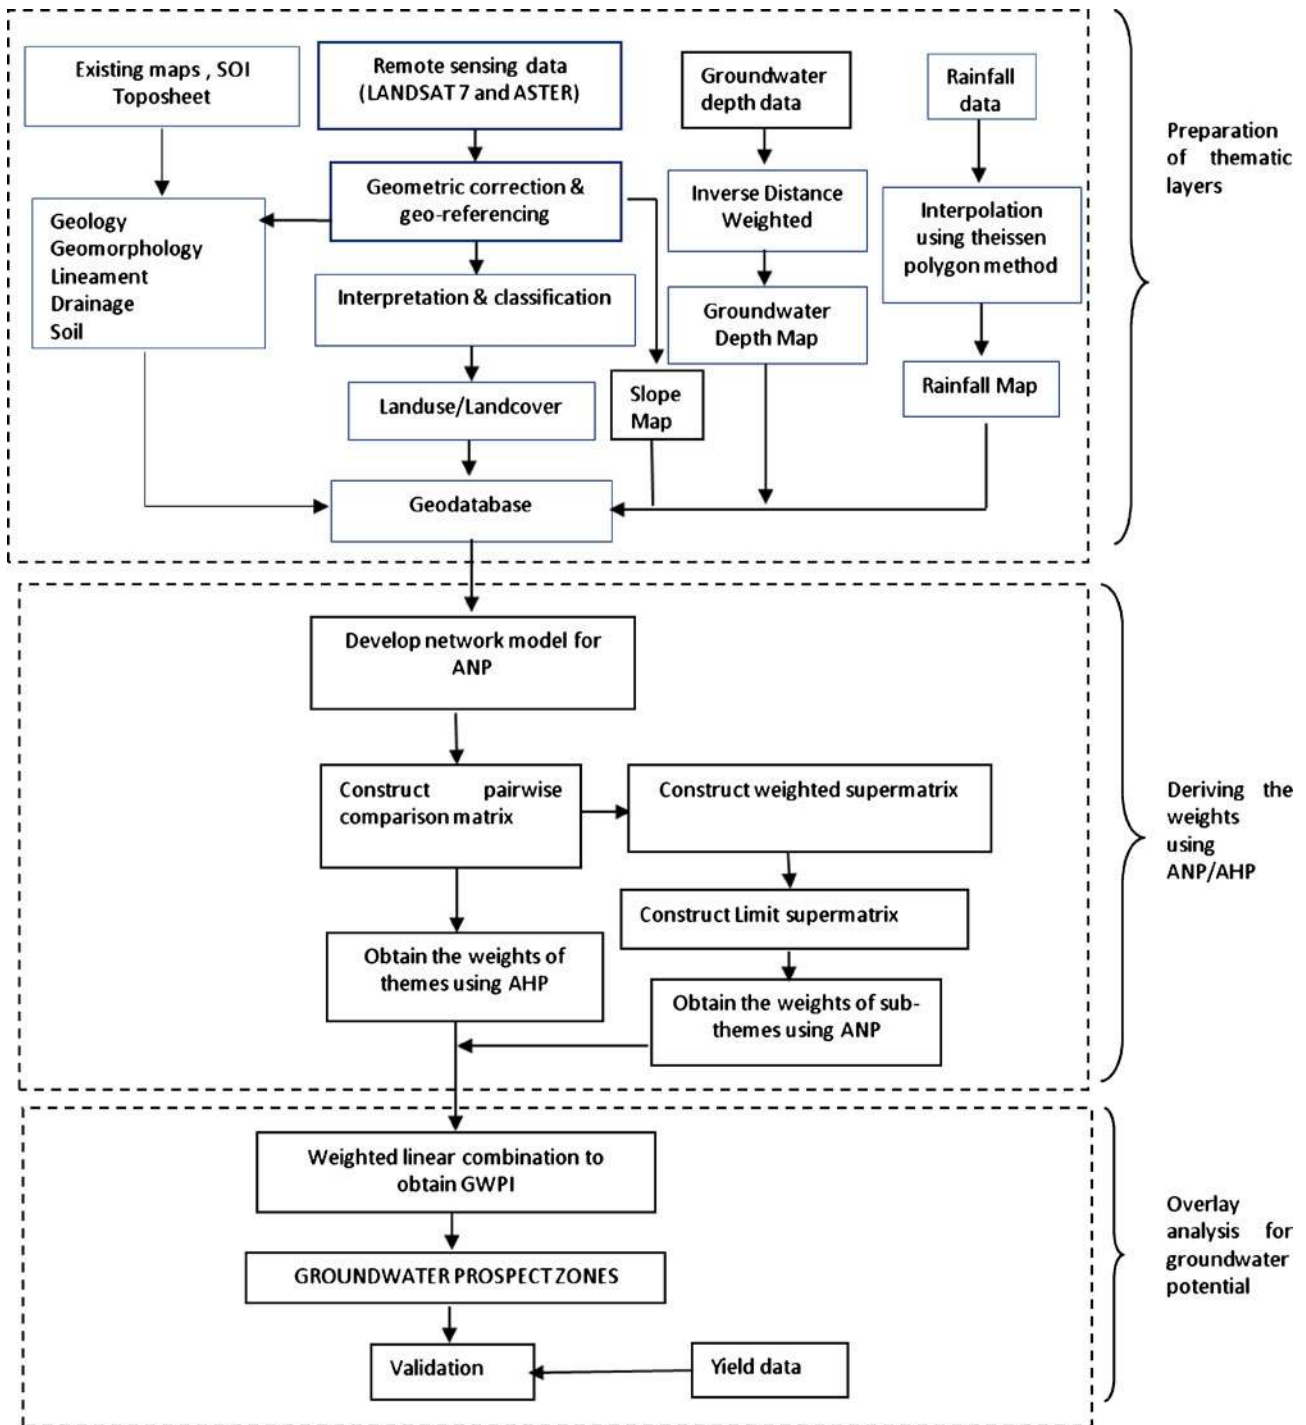 Existing maps , SOI
Toposheet
Remote sensing data
(LANDSAT 7 and ASTER)
Groundwater
depth data
Rainfall
data
Preparation
of thematic
layers
Geometric correction &
geo-referencing
Inverse Distance
Weighted
Interpolation
using theissen
polygon method
Geology
Geomorphology
Lineament
Drainage
Soil
Interpretation & classification
Groundwater
Depth Map
Rainfall Map
Landuse/Landcover
Slope
Map
Geodatabase
Develop network model for
ANP
Construct pairwise
comparison matrix
Construct weighted supermatrix
Deriving the
weights
using
ANP/AHP
Construct Limit supermatrix
Obtain the weights of
themes using AHP
Obtain the weights of sub-
themes using ANP
Weighted linear combination to
obtain GWPI
Overlay
analysis for
groundwater
potential
GROUNDWATER PROSPECT ZONES
Validation
Yield data